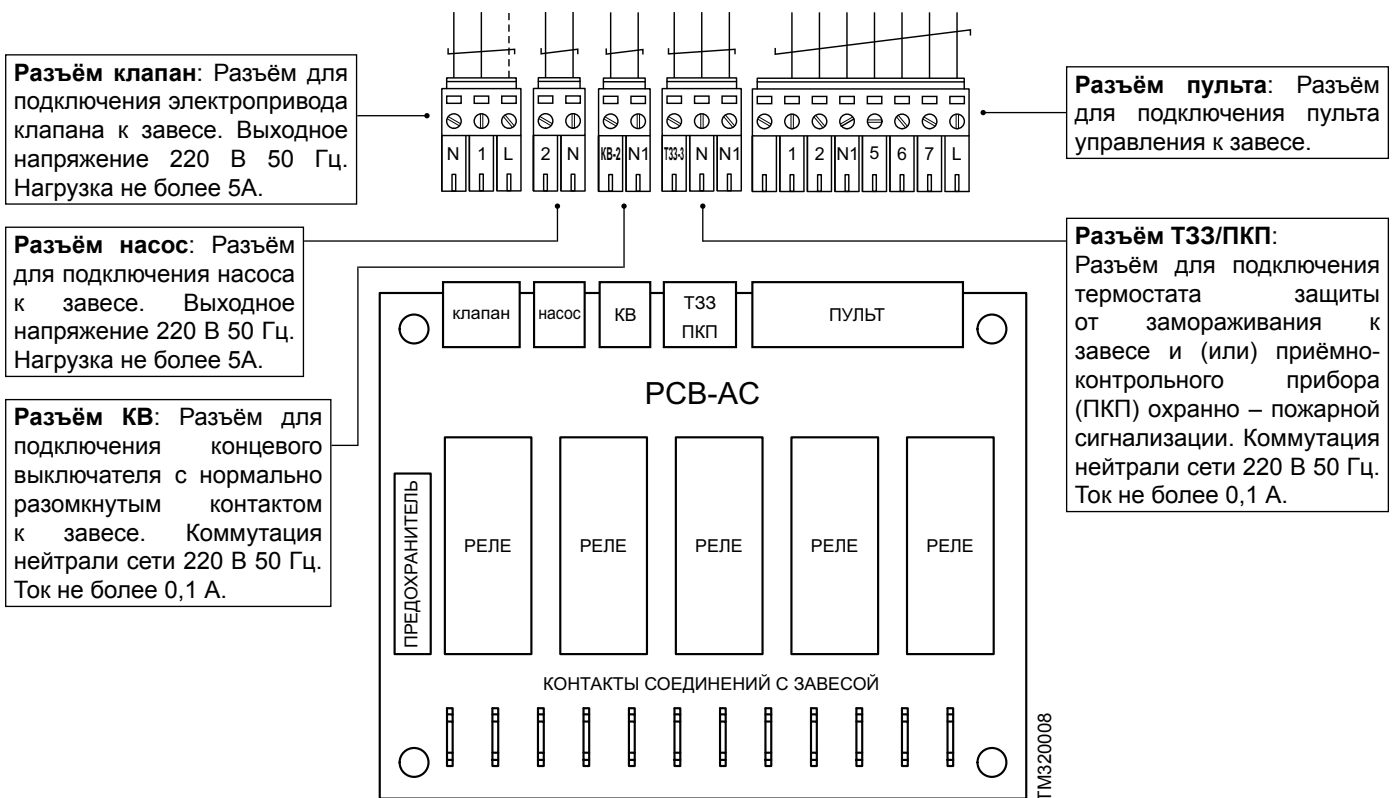 Разъём клапан: Разъём для
подключения электропривода
клапана к завесе. Выходное
напряжение 220 В 50 Гц.
Нагрузка не более 5А.
Разъём насос: Разъём
для подключения насоса
к завесе. Выходное
напряжение 220 В 50 Гц.
Нагрузка не более 5А.
Разъём КВ: Разъём для
подключения концевого
выключателя с нормально
разомкнутым контактом
к завесе. Коммутация
нейтрали сети 220 В 50 Гц.
Ток не более 0,1 А.
N 1 L
2 N
КВ-2 N1
ТЗЗ-3 N N1
1 2 N1 5 6 7 L
Разъём пульта: Разъём
для подключения пульта
управления к завесе.
Разъём ТЗЗ/ПКП:
Разъём для подключения
термостата защиты
от замораживания к
завесе и (или) приёмно-
контрольного прибора
(ПКП) охранно – пожарной
сигнализации. Коммутация
нейтрали сети 220 В 50 Гц.
Ток не более 0,1 А.
клапан
насос
КВ
ТЗЗ
ПКП
ПУЛЬТ
PCB-AC
ПРЕДОХРАНИТЕЛЬ
РЕЛЕ РЕЛЕ РЕЛЕ РЕЛЕ РЕЛЕ
КОНТАКТЫ СОЕДИНЕНИЙ С ЗАВЕСОЙ
TM320008